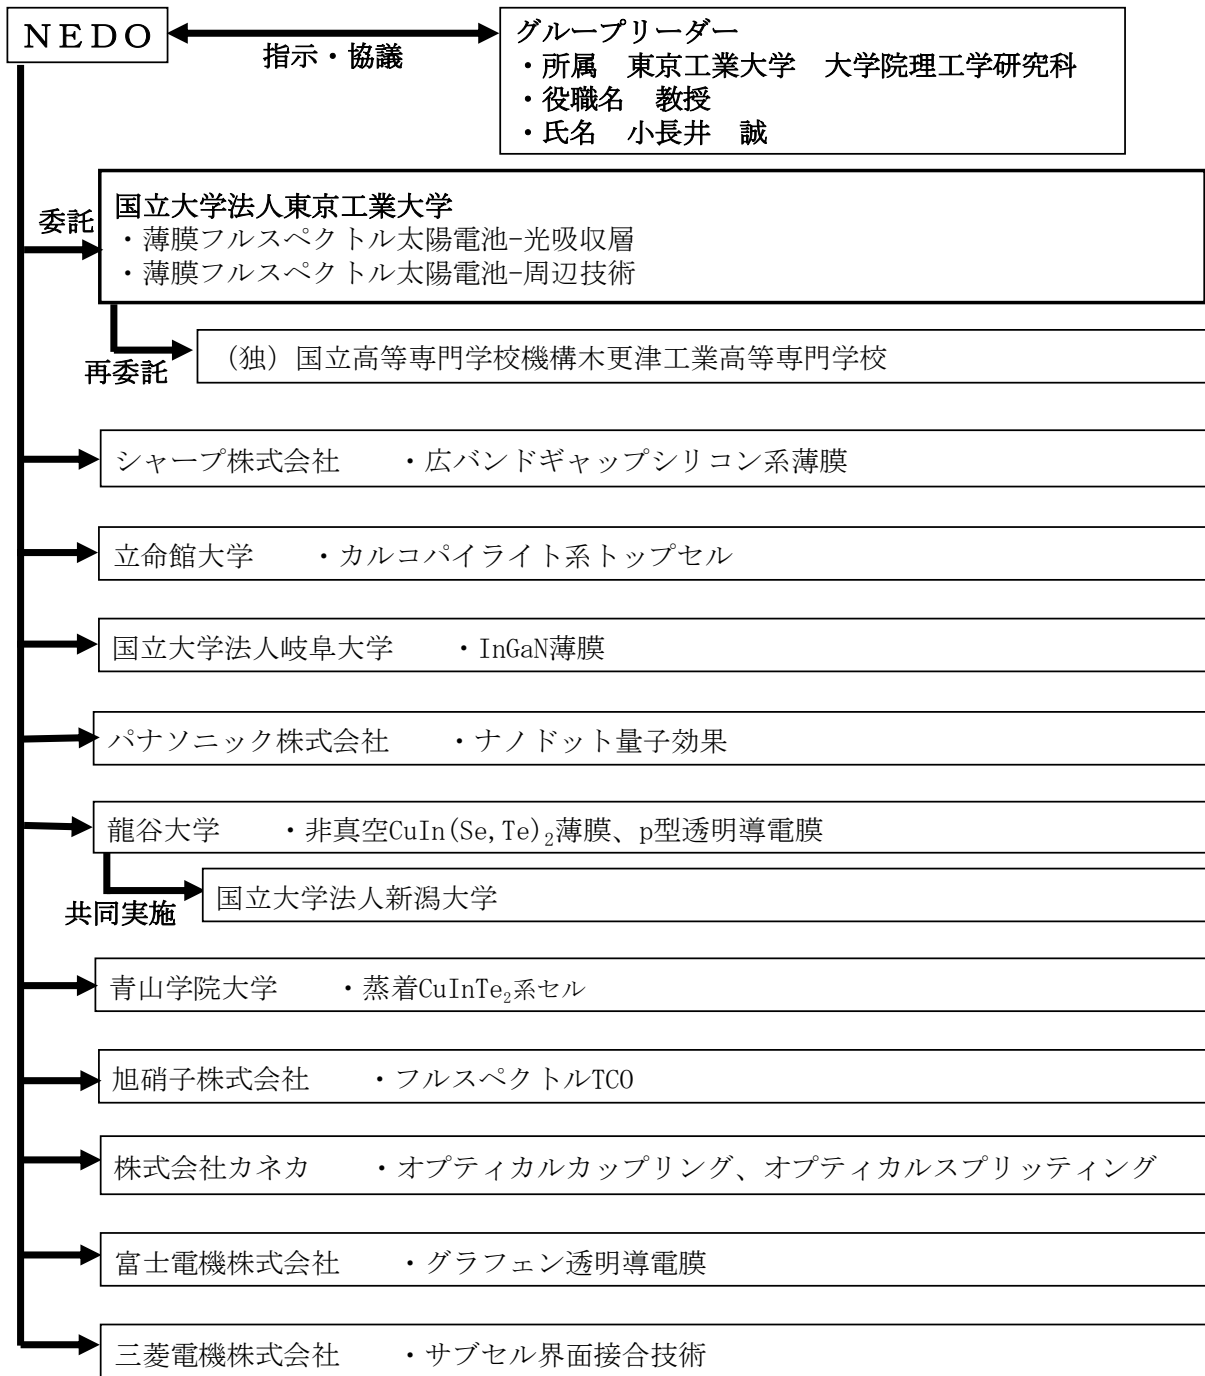 ＮＥＤＯ
指示・協議
グループリーダー
・所属　東京工業大学　大学院理工学研究科
・役職名　教授
・氏名　小長井　誠
委託
国立大学法人東京工業大学
・薄膜フルスペクトル太陽電池-光吸収層
・薄膜フルスペクトル太陽電池-周辺技術
再委託
（独）国立高等専門学校機構木更津工業高等専門学校
シャープ株式会社　　・広バンドギャップシリコン系薄膜
立命館大学　　・カルコパイライト系トップセル
国立大学法人岐阜大学　　・InGaN薄膜
パナソニック株式会社　　・ナノドット量子効果
龍谷大学　　・非真空CuIn(Se,Te)₂薄膜、p型透明導電膜
共同実施
国立大学法人新潟大学
青山学院大学　　・蒸着CuInTe₂系セル
旭硝子株式会社　　・フルスペクトルTCO
株式会社カネカ　　・オプティカルカップリング、オプティカルスプリッティング
富士電機株式会社　　・グラフェン透明導電膜
三菱電機株式会社　　・サブセル界面接合技術